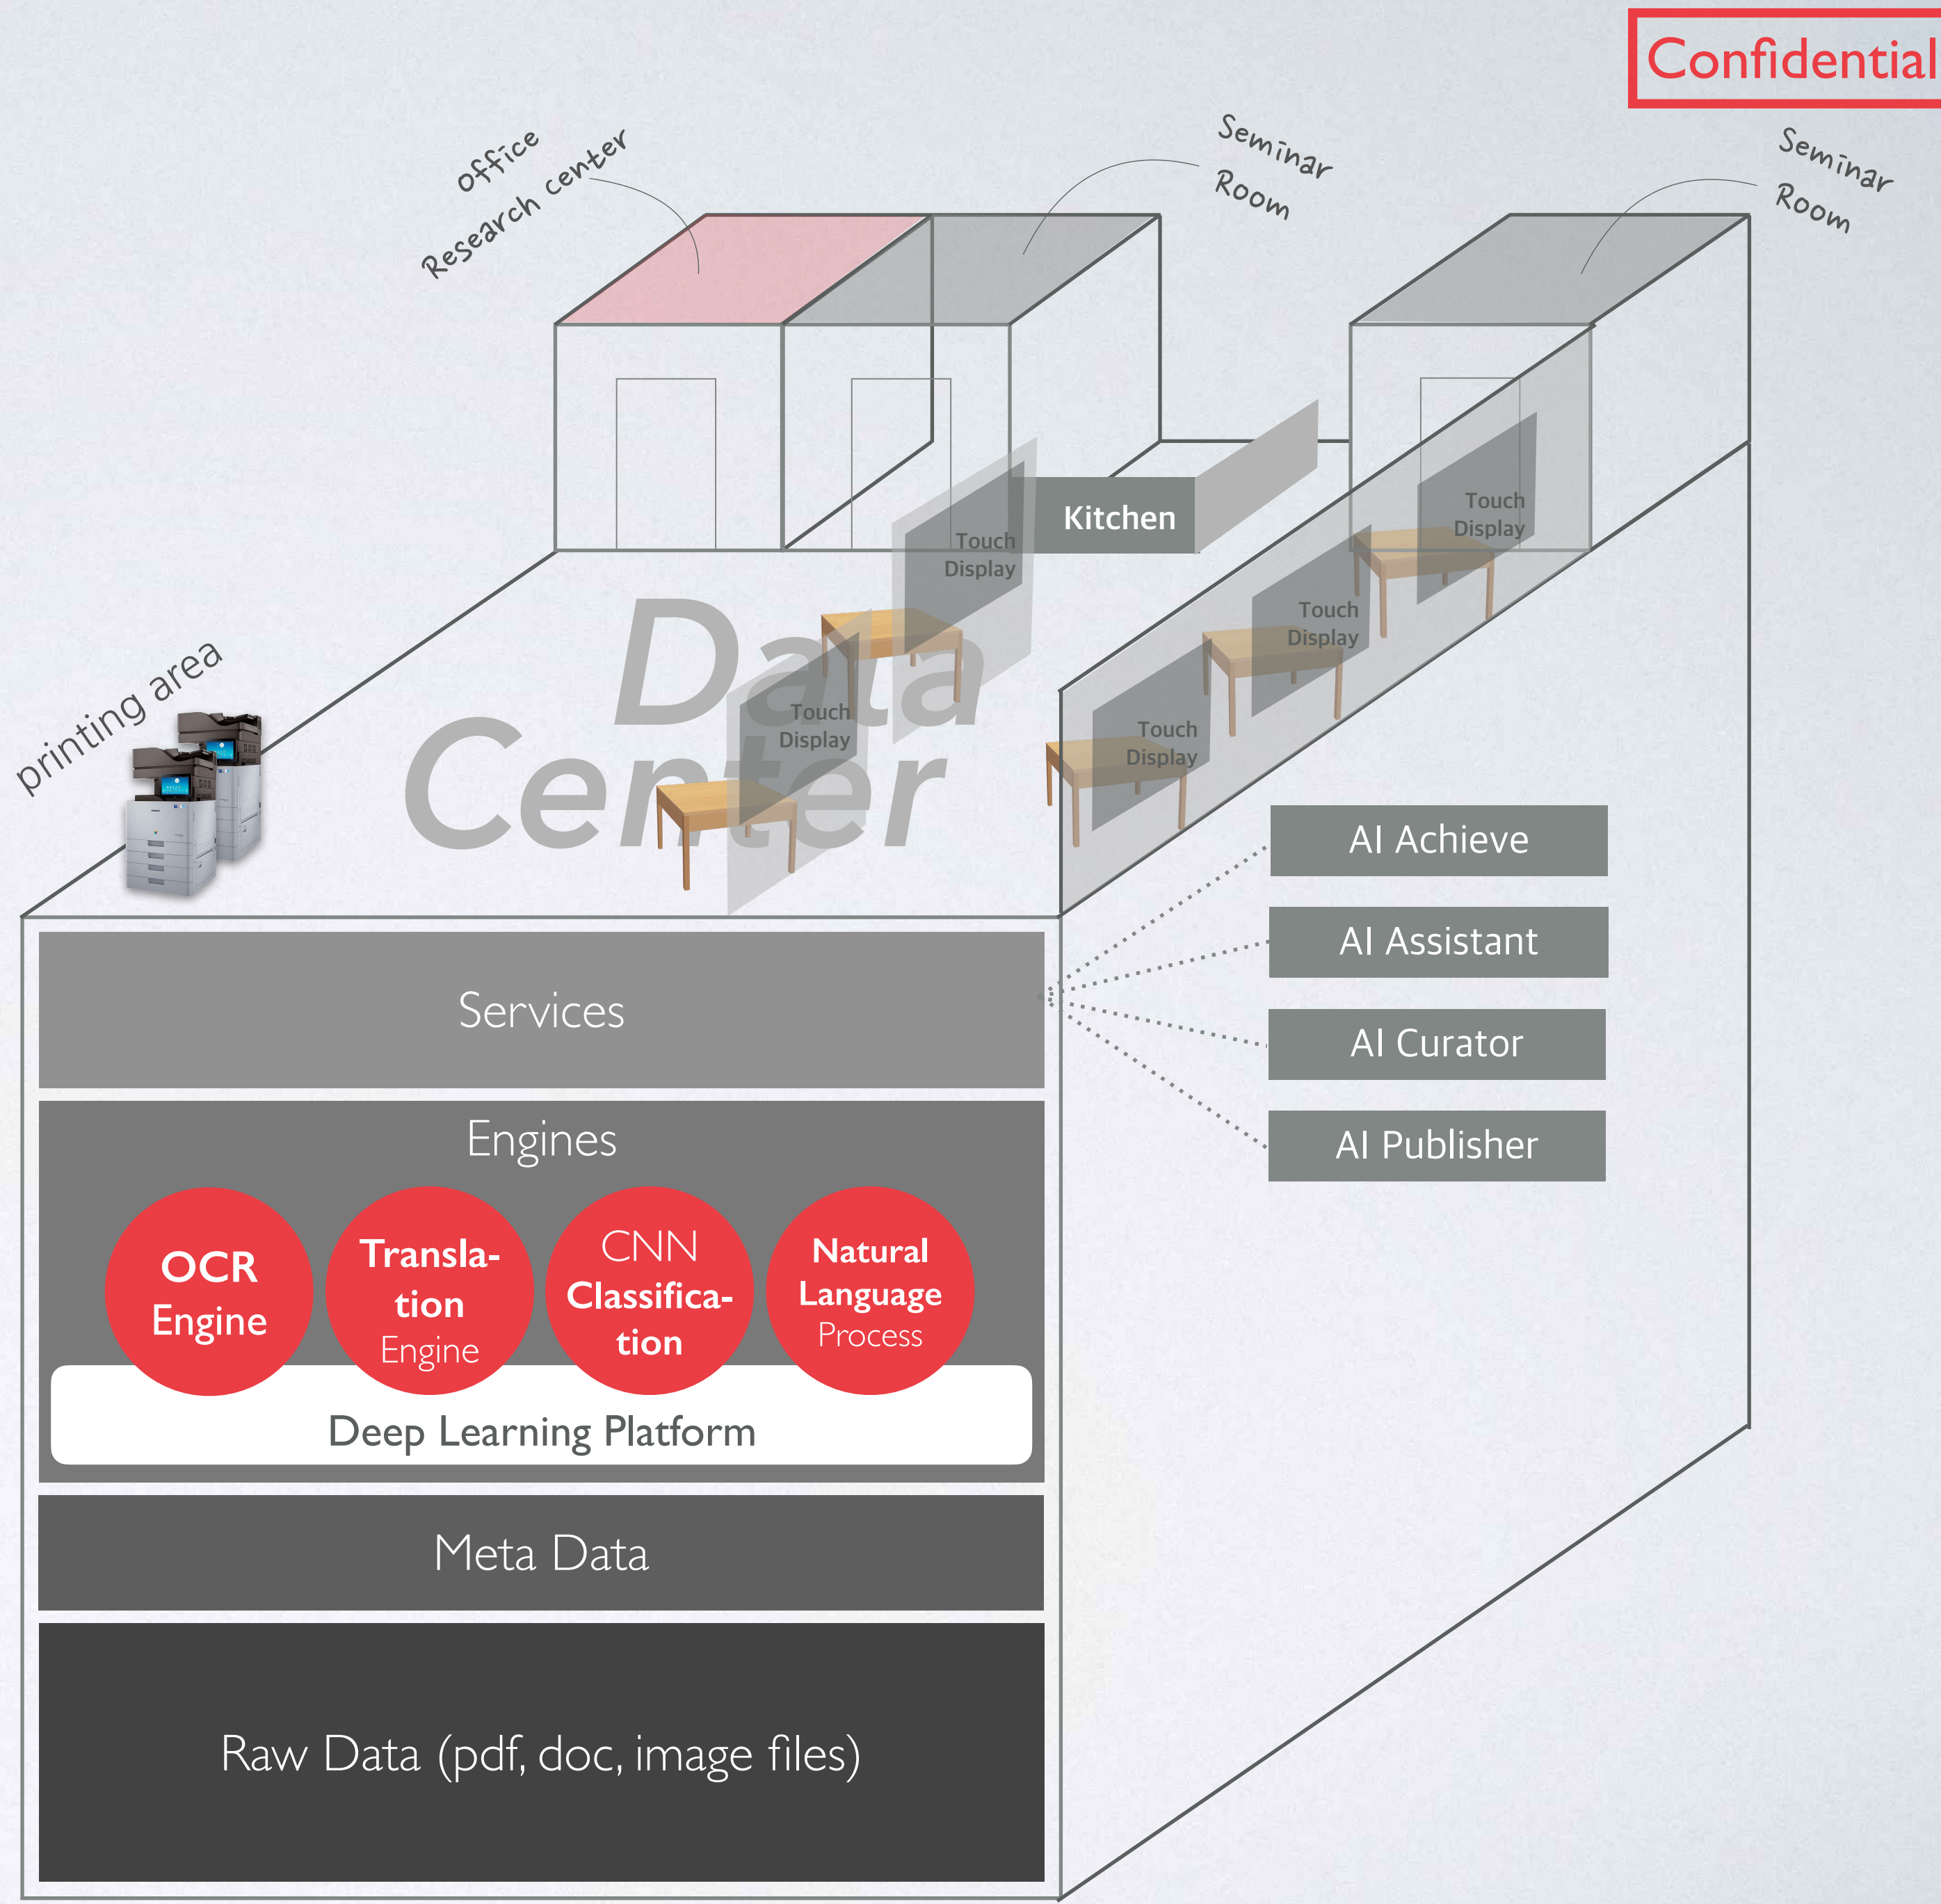 Confidential
office
Research center
Seminar
Room
Seminar
Room
Touch
Display
Kitchen
Touch
Display
Touch
Display
Data
Center
Touch
Display
Touch
Display
printing area
AI Achieve
AI Assistant
AI Curator
AI Publisher
Services
Engines
OCR
Engine
Transla-
tion
Engine
CNN
Classifica-
tion
Natural
Language
Process
Deep Learning Platform
Meta Data
Raw Data (pdf, doc, image files)